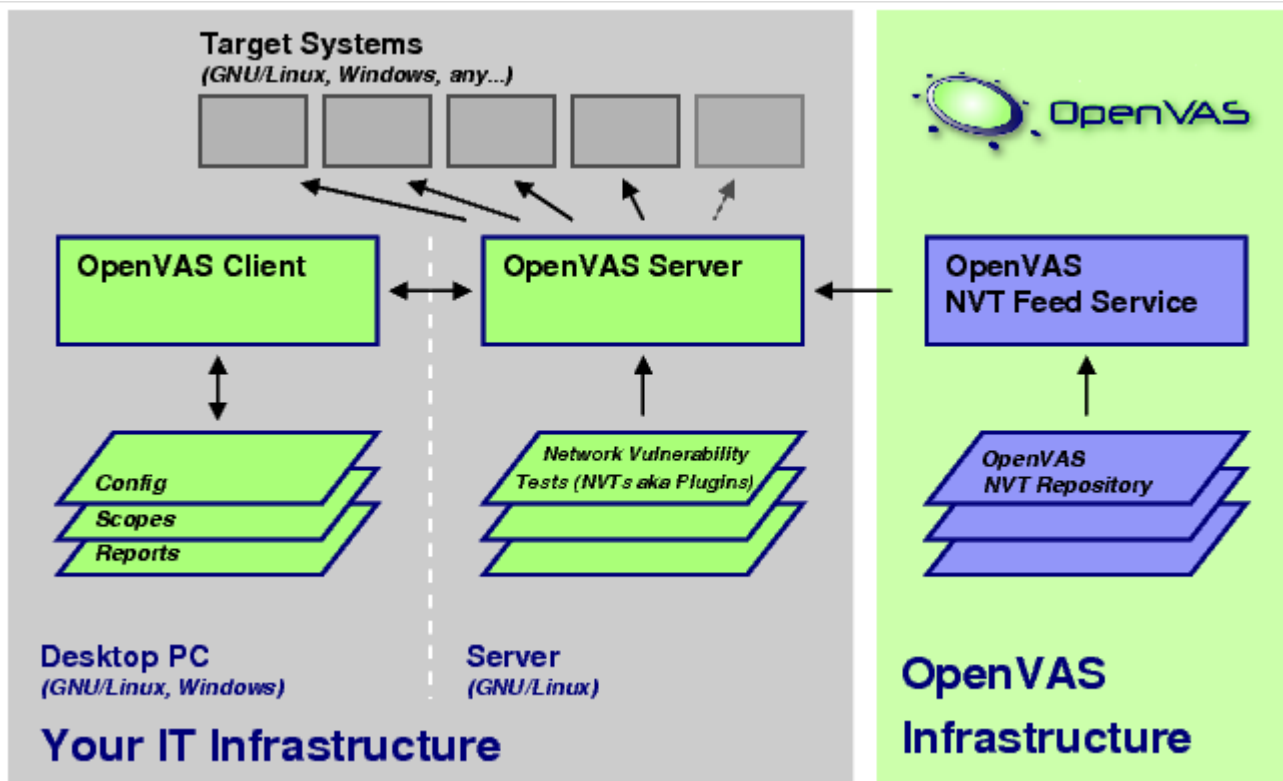 Target Systems
(GNU/Linux, Windows, any...)
OpenVAS
OpenVAS Client
OpenVAS Server
OpenVAS
NVT Feed Service
Config
Scopes
Reports
Network Vulnerability
Tests (NVTs aka Plugins)
OpenVAS
NVT Repository
Desktop PC
(GNU/Linux, Windows)
Server
(GNU/Linux)
Your IT Infrastructure
OpenVAS
Infrastructure